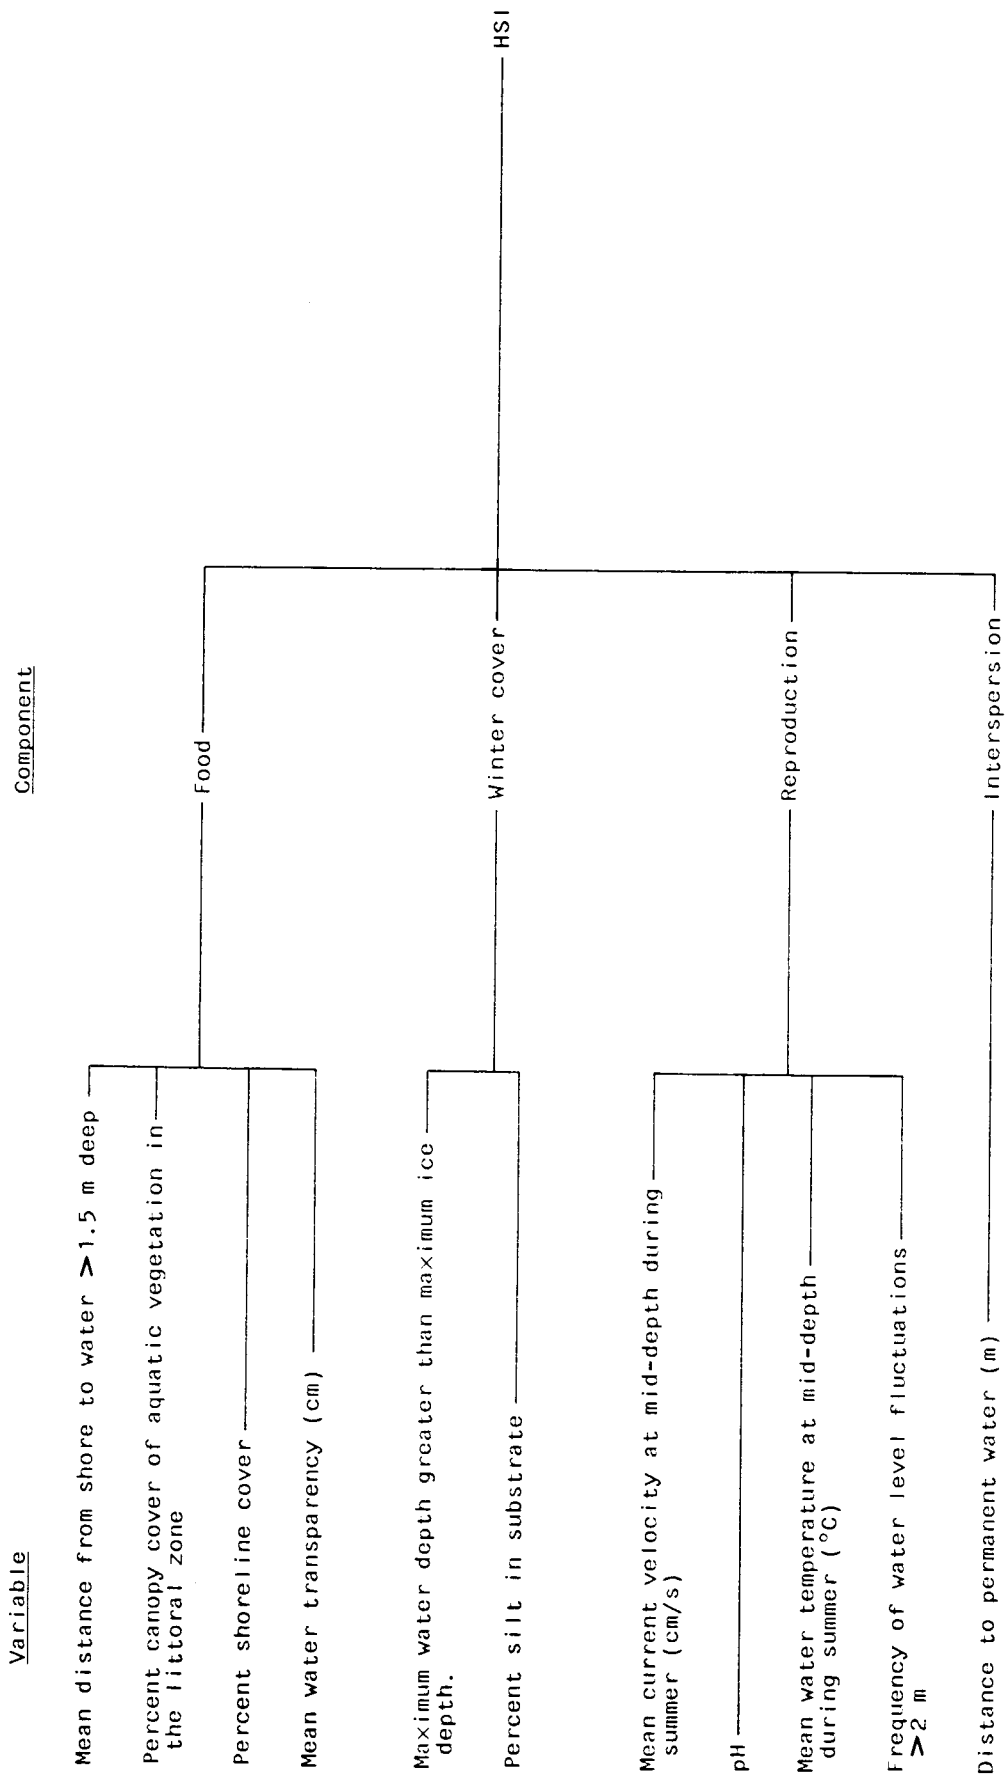 Variable
Component
Mean distance from shore to water >1.5 m deep
Percent canopy cover of aquatic vegetation in
the littoral zone
Percent shoreline cover
Mean water transparency (cm)
Food
Maximum water depth greater than maximum ice
depth.
Percent silt in substrate
Winter cover
HSI
Mean current velocity at mid-depth during
summer (cm/s)
pH
Mean water temperature at mid-depth
during summer (°C)
Frequency of water level fluctuations
>2 m
Reproduction
Distance to permanent water (m)
Interspersion